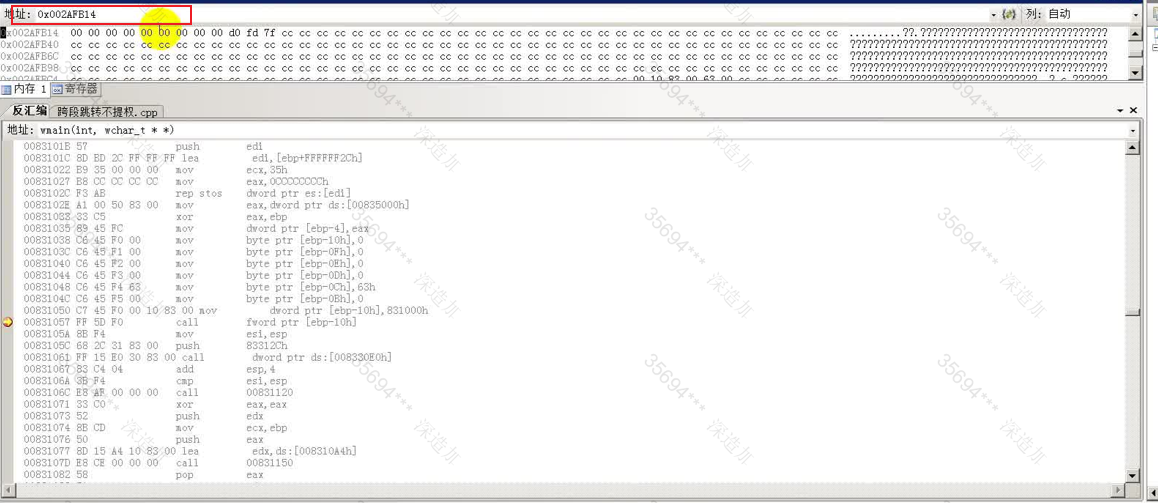 地址: 0x002AFB14 列: 自动
0x002AFB14 00 00 00 00 00 00 00 00 00 d0 fd 7f cc cc cc cc cc cc cc cc cc cc cc cc cc cc cc cc cc cc cc cc cc cc cc cc cc cc cc cc cc cc cc cc
0x002AFB40 cc cc cc cc cc cc cc cc cc cc cc cc cc cc cc cc cc cc cc cc cc cc cc cc cc cc cc cc cc cc cc cc cc cc cc cc cc cc cc cc cc cc cc cc
0x002AFB6C cc cc cc cc cc cc cc cc cc cc cc cc cc cc cc cc cc cc cc cc cc cc cc cc cc cc cc cc cc cc cc cc cc cc cc cc cc cc cc cc cc cc cc cc
0x002AFB98 cc cc cc cc cc cc cc cc cc cc cc cc cc cc cc cc cc cc cc cc cc cc cc cc cc cc cc cc cc cc cc cc cc cc cc cc cc cc cc cc cc cc cc cc
内存 1 寄存器
反汇编 跨段跳转不提权.cpp
地址: wmain(int, wchar_t * *)
0083101B 57 push edi
0083101C 8D BD 2C FF FF FF lea edi,[ebp+FFFFFF2Ch]
00831022 B9 35 00 00 00 mov ecx,35h
00831027 B8 CC CC CC CC mov eax,0CCCCCCCCh
0083102C F3 AB rep stos dword ptr es:[edi]
0083102E A1 00 50 83 00 mov eax,dword ptr ds:[00835000h]
00831033 33 C5 xor eax,ebp
00831035 89 45 FC mov dword ptr [ebp-4],eax
00831038 C6 45 F0 00 mov byte ptr [ebp-10h],0
0083103C C6 45 F1 00 mov byte ptr [ebp-0Fh],0
00831040 C6 45 F2 00 mov byte ptr [ebp-0Eh],0
00831044 C6 45 F3 00 mov byte ptr [ebp-0Dh],0
00831048 C6 45 F4 63 mov byte ptr [ebp-0Ch],63h
0083104C C6 45 F5 00 mov byte ptr [ebp-0Bh],0
00831050 C7 45 F0 00 10 83 00 mov dword ptr [ebp-10h],831000h
00831057 FF 5D F0 call fword ptr [ebp-10h]
0083105A 8B F4 mov esi,esp
0083105C 68 2C 31 83 00 push 83312Ch
00831061 FF 15 E0 30 83 00 call dword ptr ds:[008330E0h]
00831067 83 C4 04 add esp,4
0083106A 3B F4 cmp esi,esp
0083106C E8 AF 00 00 00 call 00831120
00831071 33 C0 xor eax,eax
00831073 52 push edx
00831074 8B CD mov ecx,ebp
00831076 50 push eax
00831077 8D 15 A4 10 83 00 lea edx,ds:[008310A4h]
0083107D E8 CE 00 00 00 call 00831150
00831082 58 pop eax
35694*** 深造加